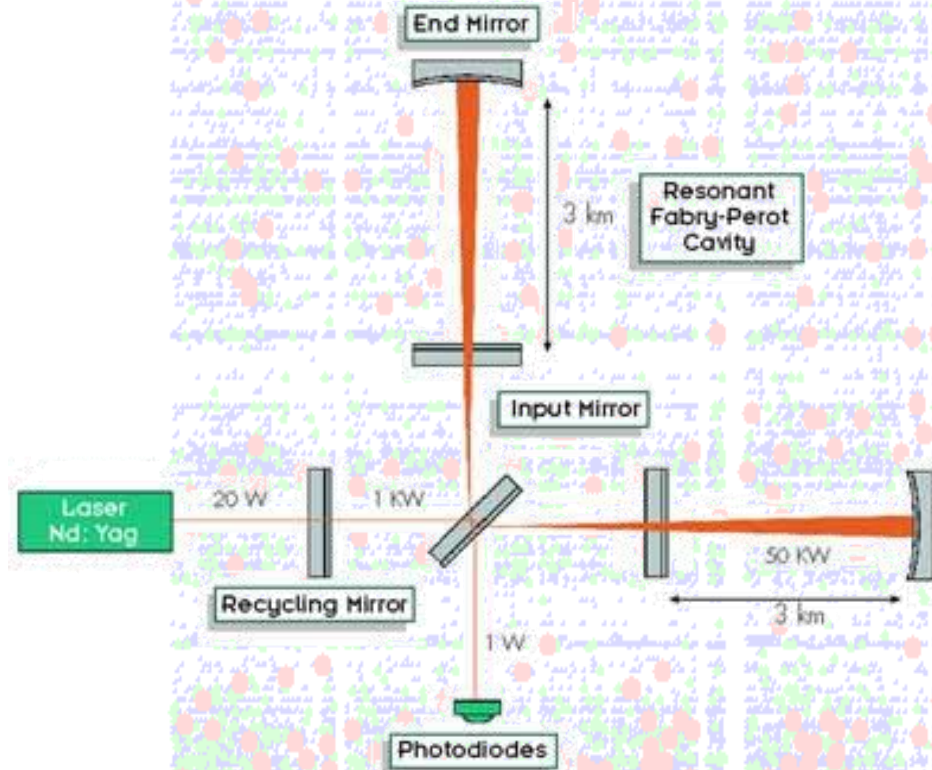 End Mirror
3 km
Resonant
Fabry-Perot
Cavity
Input Mirror
Laser
Nd: Yag
20 W
1 KW
50 KW
Recycling Mirror
3 km
1 W
Photodiodes